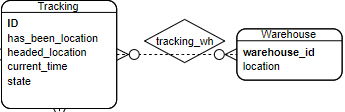 Tracking
ID
has_been_location
headed_location
current_time
state
tracking_wh
Warehouse
warehouse_id
location